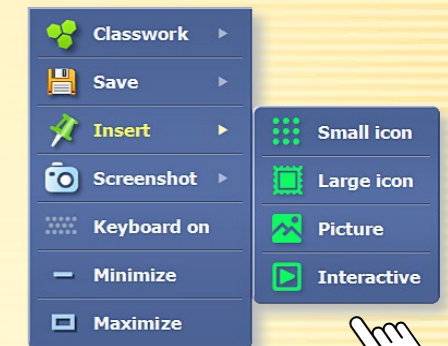 Classwork
Save
Insert
Screenshot
Keyboard on
Minimize
Maximize
Small icon
Large icon
Picture
Interactive